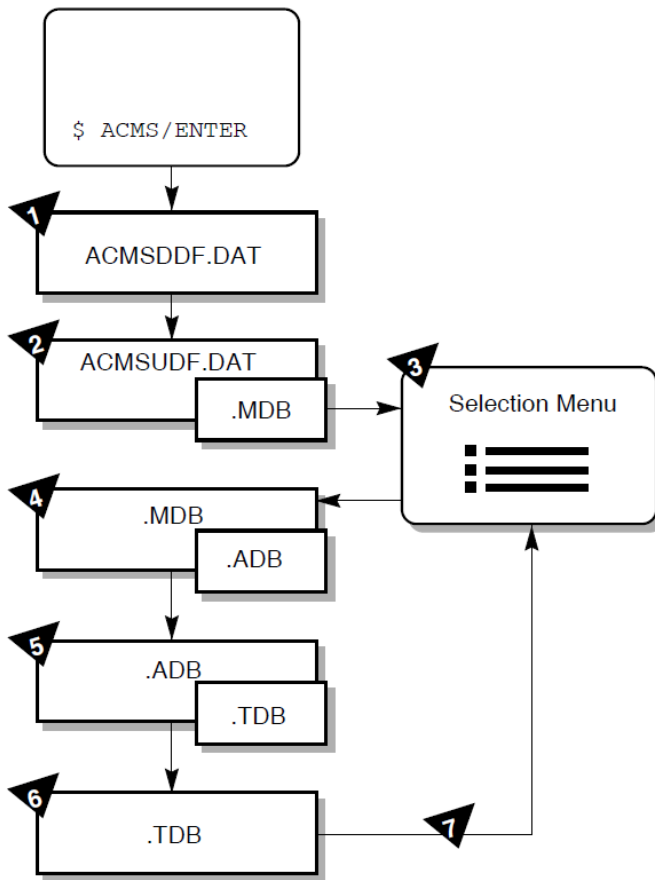 $ ACMS/ENTER
1
ACMSDDF.DAT
2
ACMSUDF.DAT
.MDB
3
Selection Menu
4
.MDB
.ADB
5
.ADB
.TDB
6
.TDB
7